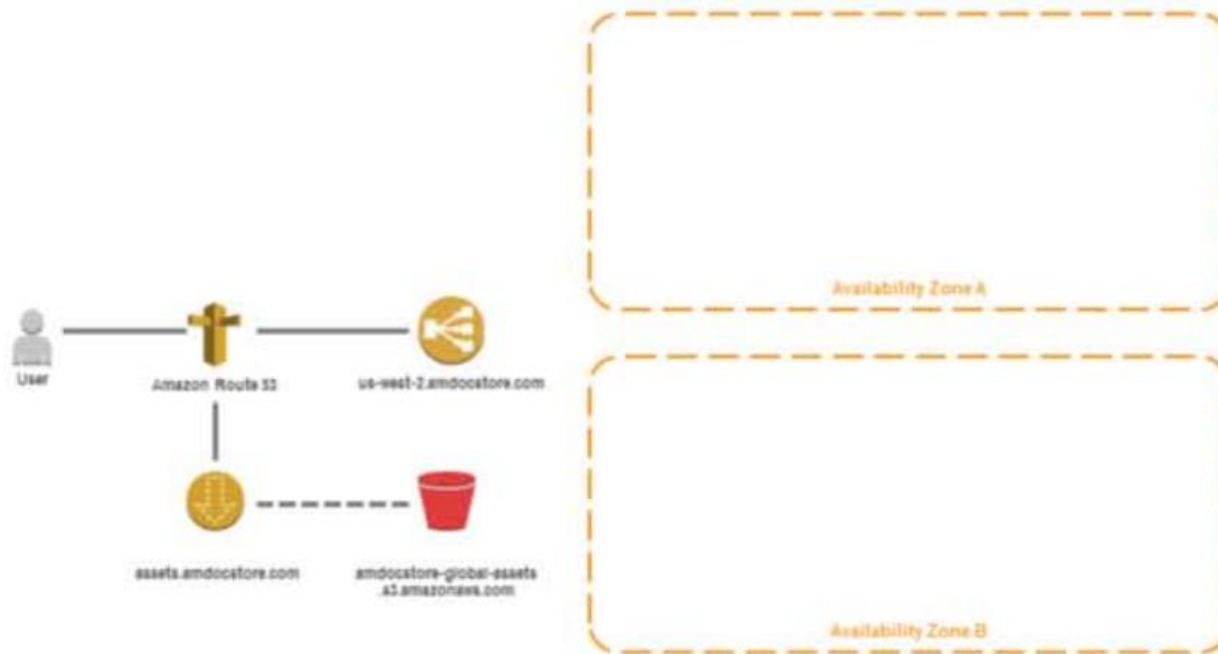 Availability Zone A
User
Amazon Route 53
us-west-2.amdocstore.com
assets.amdocstore.com
amdocstore-global-assets
.s3.amazonaws.com
Availability Zone B